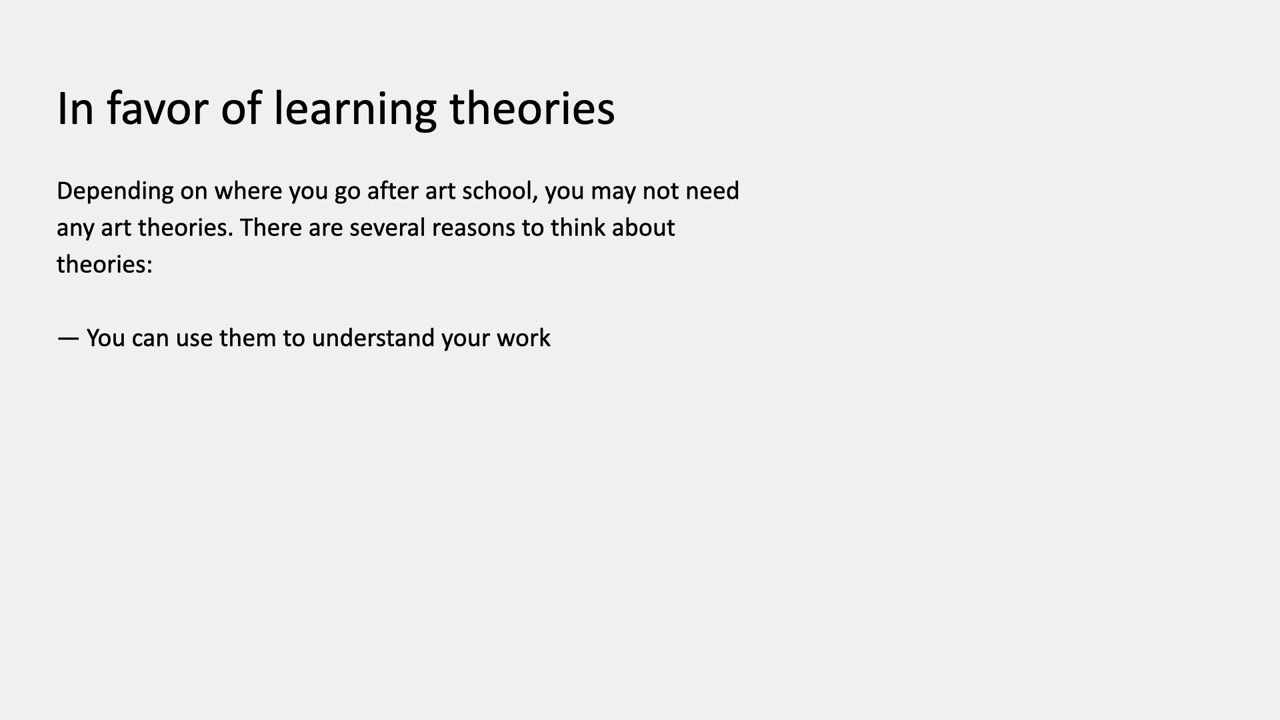 In favor of learning theories
Depending on where you go after art school, you may not need
any art theories. There are several reasons to think about
theories:
— You can use them to understand your work